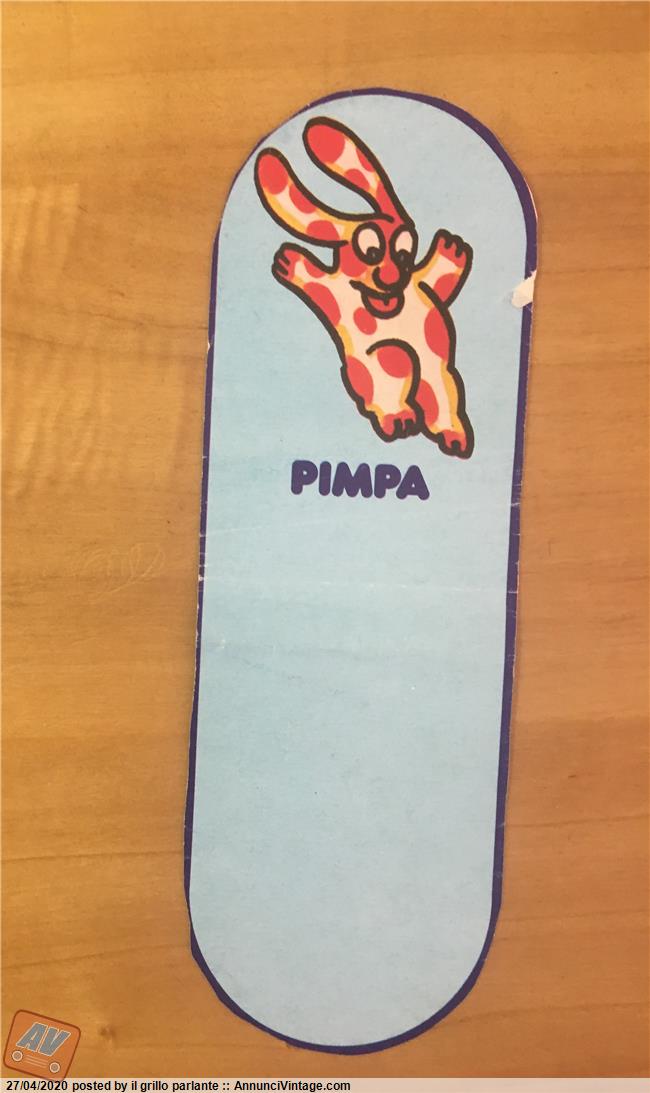 PIMPA
AV
27/04/2020 posted by il grillo parlante :: AnnunciVintage.com